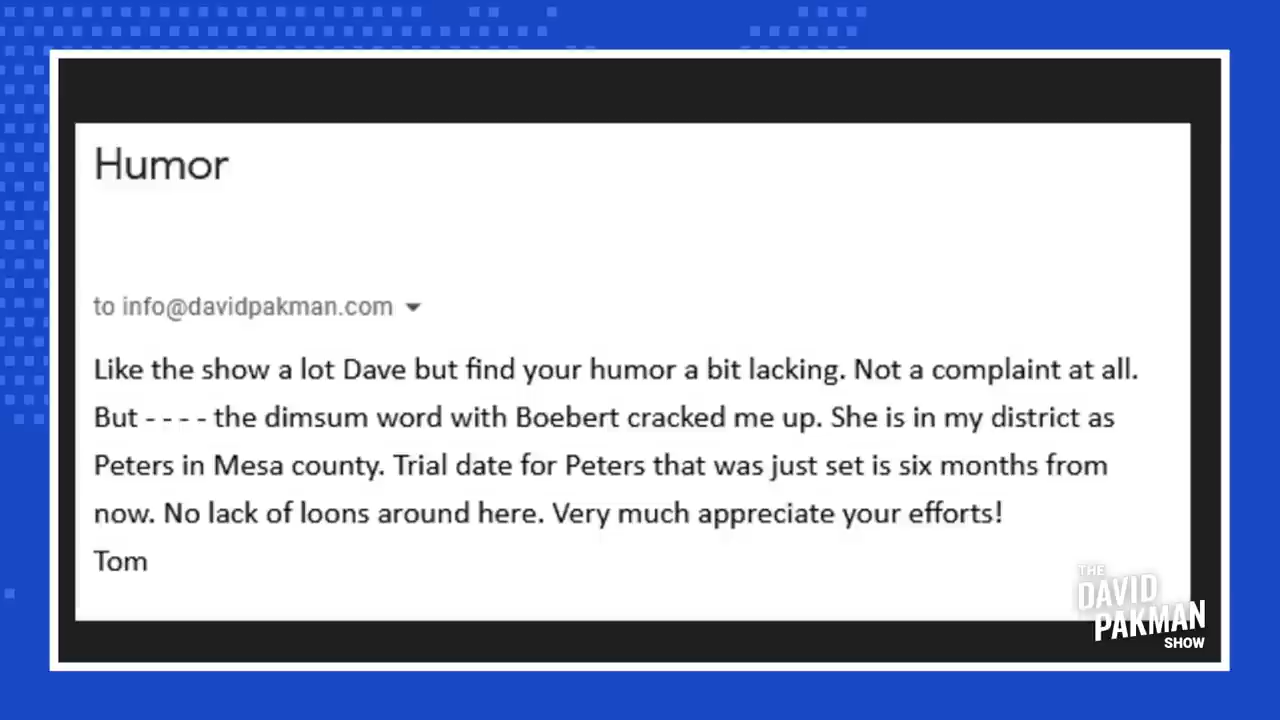 Humor
to info@davidpakman.com
Like the show a lot Dave but find your humor a bit lacking. Not a complaint at all.
But - - - - the dimsum word with Boebert cracked me up. She is in my district as
Peters in Mesa county. Trial date for Peters that was just set is six months from
now. No lack of loons around here. Very much appreciate your efforts!
Tom
THE
DAVID
PAKMAN
SHOW